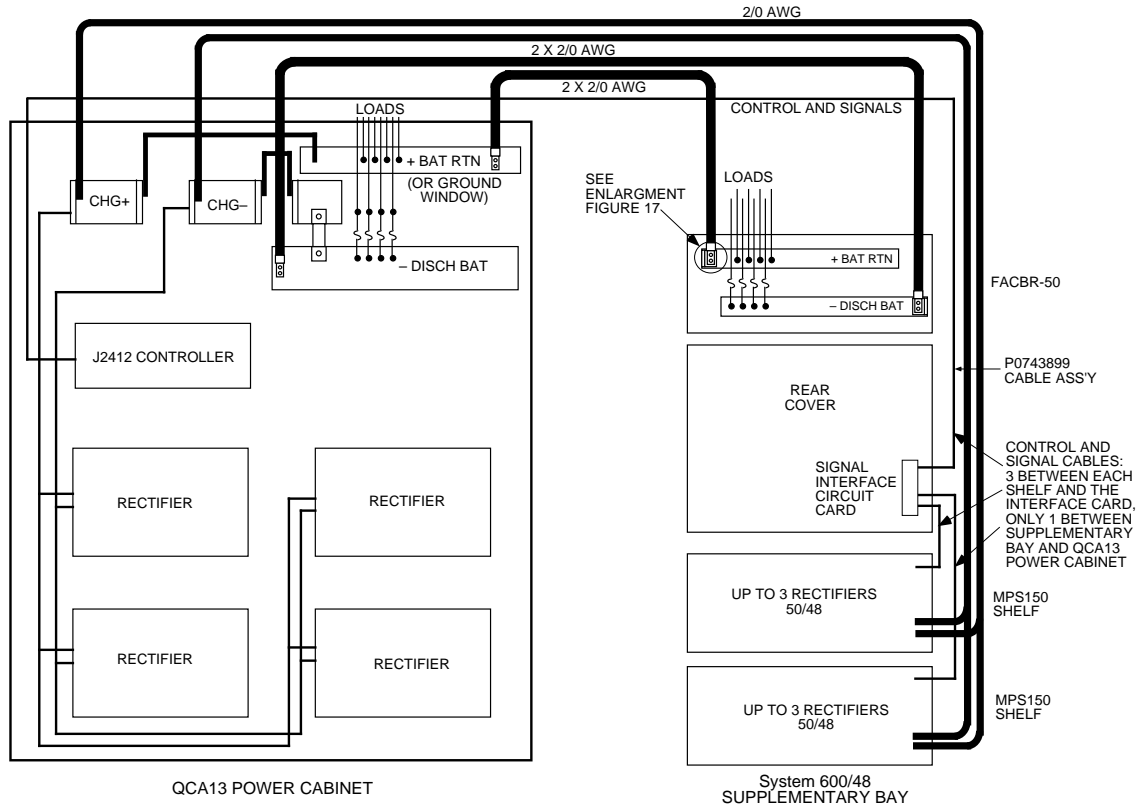 2/0 AWG
2 X 2/0 AWG
2 X 2/0 AWG
CONTROL AND SIGNALS
LOADS
+ BAT RTN
(OR GROUND
WINDOW)
CHG+
CHG–
– DISCH BAT
J2412 CONTROLLER
RECTIFIER
RECTIFIER
RECTIFIER
RECTIFIER
QCA13 POWER CABINET
SEE
ENLARGMENT
FIGURE 17
LOADS
+ BAT RTN
– DISCH BAT
FACBR-50
REAR
COVER
P0743899
CABLE ASS'Y
SIGNAL
INTERFACE
CIRCUIT
CARD
CONTROL AND
SIGNAL CABLES:
3 BETWEEN EACH
SHELF AND THE
INTERFACE CARD,
ONLY 1 BETWEEN
SUPPLEMENTARY
BAY AND QCA13
POWER CABINET
UP TO 3 RECTIFIERS
50/48
MPS150
SHELF
UP TO 3 RECTIFIERS
50/48
MPS150
SHELF
System 600/48
SUPPLEMENTARY BAY